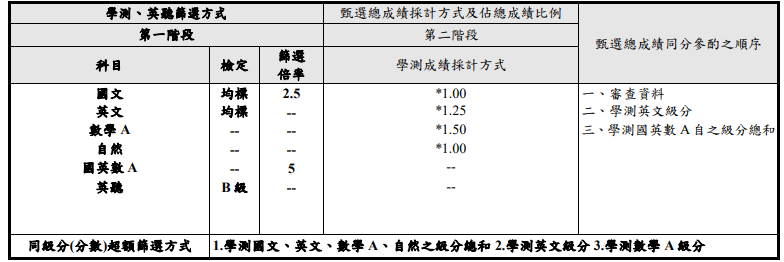 學測、英聽篩選方式 甄選總成績採計方式及佔總成績比例 甄選總成績同分參酌之順序
第一階段 第二階段
科目 檢定 篩選倍率 學測成績採計方式
國文 均標 2.5 *1.00 一、審查資料
英文 均標 -- *1.25 二、學測英文級分
數學A -- -- *1.50 三、學測國英數A自之級分總和
自然 -- -- *1.00
國英數A -- 5 --
英聽 B級 -- --
同級分(分數)超額篩選方式 1.學測國文、英文、數學A、自然之級分總和 2.學測英文級分 3.學測數學A級分